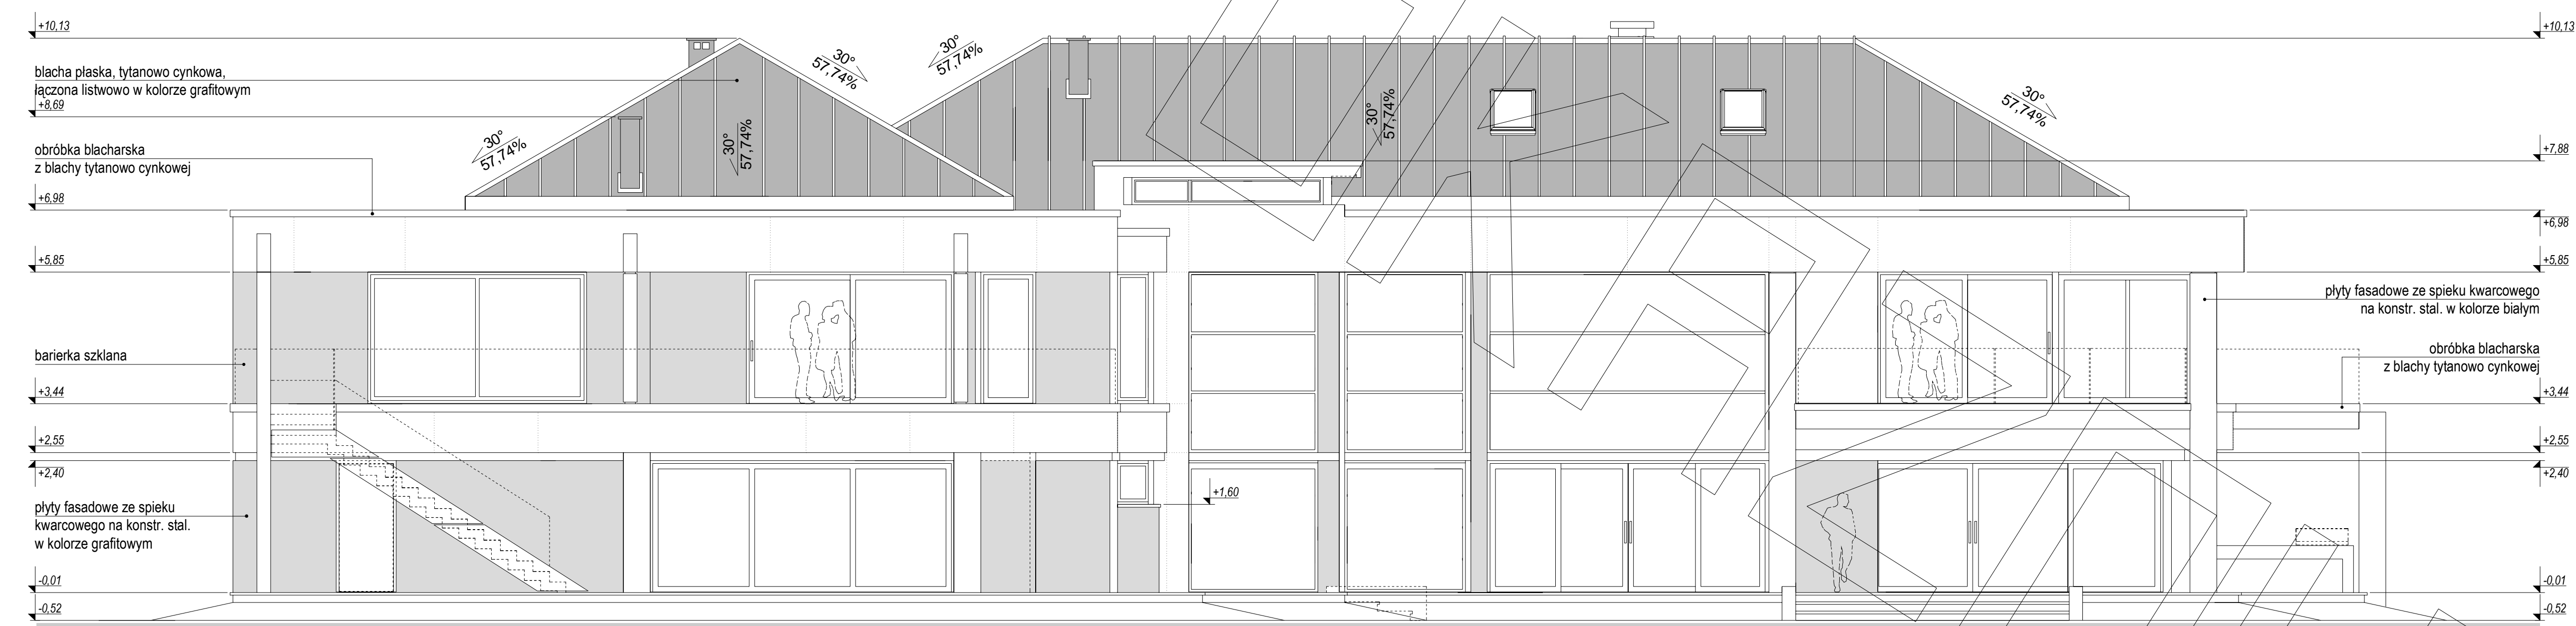 +10,13
blacha płaska, tytanowo cynkowa,
łączona listwowo w kolorze grafitowym
+8,69
obróbka blacharska
z blachy tytanowo cynkowej
+6,98
+5,85
barierka szklana
+3,44
+2,55
+2,40
płyty fasadowe ze spieku
kwarcowego na konstr. stal.
w kolorze grafitowym
-0,01
-0,52
30°
57,74%
30°
57,74%
30°
57,74%
30°
57,74%
30°
57,74%
30°
57,74%
+1,60
+10,13
+7,88
+6,98
+5,85
płyty fasadowe ze spieku kwarcowego
na konstr. stal. w kolorze białym
obróbka blacharska
z blachy tytanowo cynkowej
+3,44
+2,55
+2,40
-0,01
-0,52